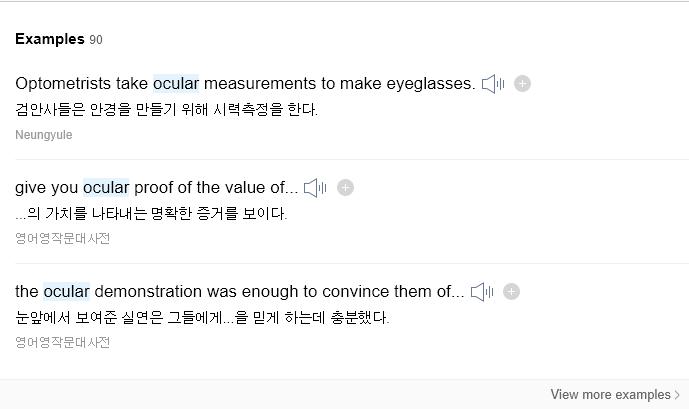 Examples 90
Optometrists take ocular measurements to make eyeglasses.
검안사들은 안경을 만들기 위해 시력측정을 한다.
Neungyule
give you ocular proof of the value of...
...의 가치를 나타내는 명확한 증거를 보이다.
영어영작문대사전
the ocular demonstration was enough to convince them of...
눈앞에서 보여준 실연은 그들에게...을 믿게 하는데 충분했다.
영어영작문대사전
View more examples